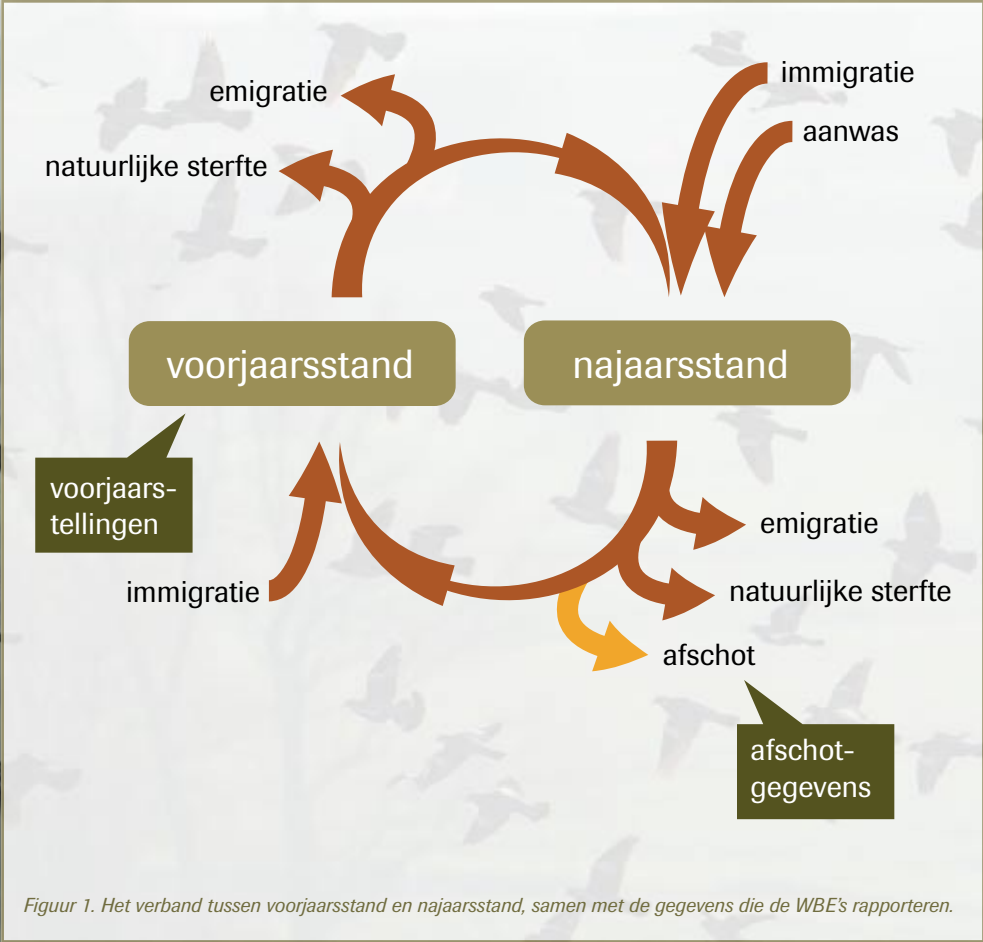 emigratie
natuurlijke sterfte
immigratie
aanwas
voorjaarsstand
najaarsstand
voorjaars-
tellingen
immigratie
emigratie
natuurlijke sterfte
afschot
afschot-
gegevens
Figuur 1. Het verband tussen voorjaarsstand en najaarsstand, samen met de gegevens die de WBE's rapporteren.